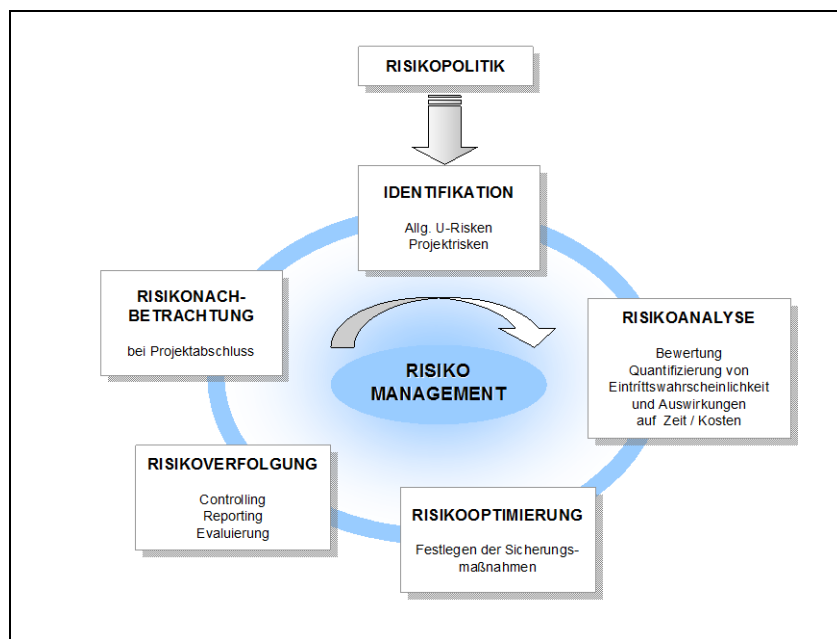 RISIKOPOLITIK
IDENTIFIKATION
Allg. U-Risken
Projektrisken
RISIKOANALYSE
Bewertung
Quantifizierung von
Eintrittswahrscheinlichkeit
und Auswirkungen
auf Zeit / Kosten
RISIKOOPTIMIERUNG
Festlegen der Sicherungs-
maßnahmen
RISIKOVERFOLGUNG
Controlling
Reporting
Evaluierung
RISIKONACH-
BETRACHTUNG
bei Projektabschluss
RISIKO
MANAGEMENT